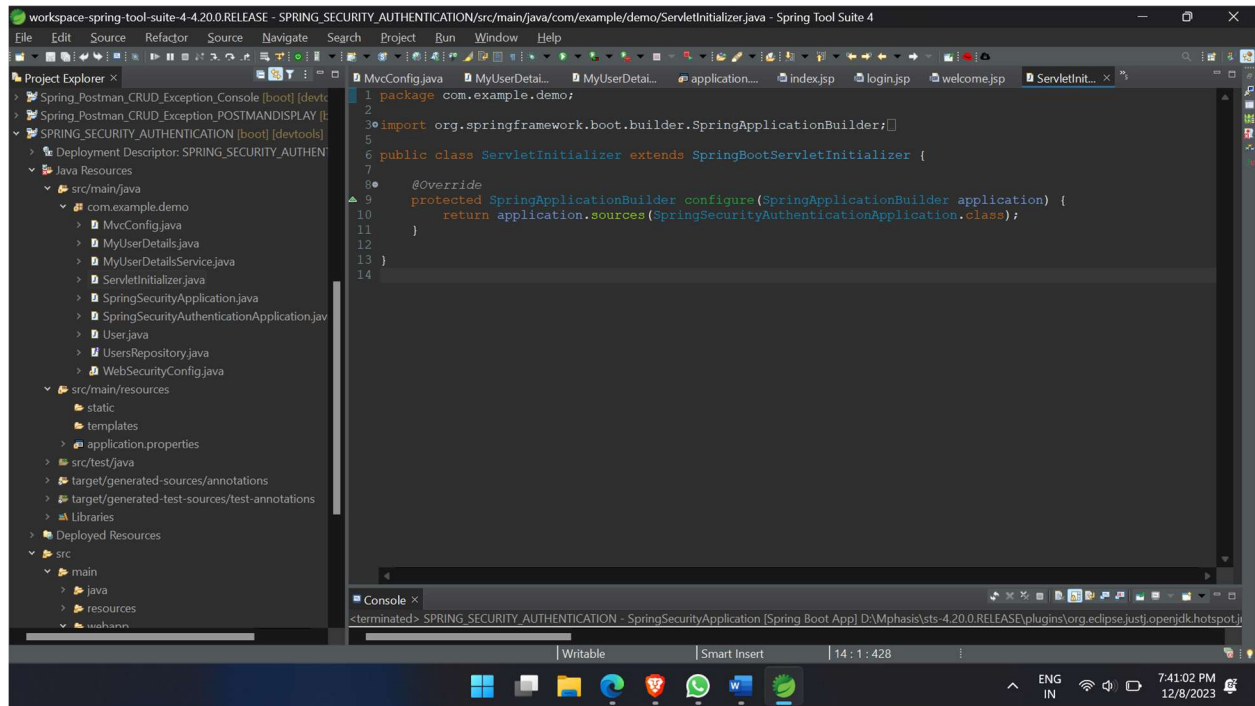 workspace-spring-tool-suite-4-4.20.0.RELEASE - SPRING_SECURITY_AUTHENTICATION/src/main/java/com/example/demo/ServletInitializer.java - Spring Tool Suite 4
File Edit Source Refactor Source Navigate Search Project Run Window Help
Project Explorer
MvcConfig.java MyUserDetai... MyUserDetai... application.... index.jsp login.jsp welcome.jsp ServletInit...
Spring_Postman_CRUD_Exception_Console [boot] [devto
Spring_Postman_CRUD_Exception_POSTMANDISPLAY [b
SPRING_SECURITY_AUTHENTICATION [boot] [devtools]
Deployment Descriptor: SPRING_SECURITY_AUTHEN
Java Resources
src/main/java
com.example.demo
MvcConfig.java
MyUserDetails.java
MyUserDetailsService.java
ServletInitializer.java
SpringSecurityApplication.java
SpringSecurityAuthenticationApplication.jav
User.java
UsersRepository.java
WebSecurityConfig.java
src/main/resources
static
templates
application.properties
src/test/java
target/generated-sources/annotations
target/generated-test-sources/test-annotations
Libraries
Deployed Resources
src
main
java
resources
webapp
1 package com.example.demo;
2
3 import org.springframework.boot.builder.SpringApplicationBuilder;
5
6 public class ServletInitializer extends SpringBootServletInitializer {
7
8 @Override
9 protected SpringApplicationBuilder configure(SpringApplicationBuilder application) {
10 return application.sources(SpringSecurityAuthenticationApplication.class);
11 }
12
13 }
14
Console
<terminated> SPRING_SECURITY_AUTHENTICATION - SpringSecurityApplication [Spring Boot App] D:\Mphasis\sts-4.20.0.RELEASE\plugins\org.eclipse.justj.openjdk.hotspot.j
Writable Smart Insert 14 : 1 : 428
ENG
IN
7:41:02 PM
12/8/2023